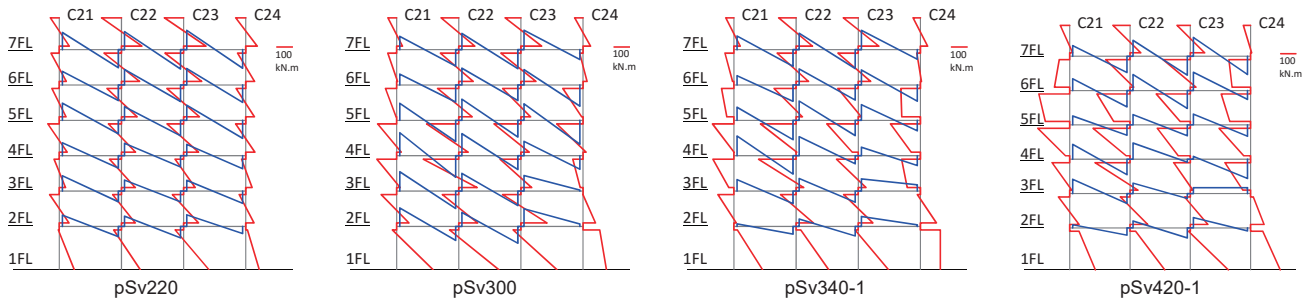 C21 C22 C23 C24
7FL
6FL
5FL
4FL
3FL
2FL
1FL
100
kN.m
pSv220
C21 C22 C23 C24
7FL
6FL
5FL
4FL
3FL
2FL
1FL
100
kN.m
pSv300
C21 C22 C23 C24
7FL
6FL
5FL
4FL
3FL
2FL
1FL
100
kN.m
pSv340-1
C21 C22 C23 C24
7FL
6FL
5FL
4FL
3FL
2FL
1FL
100
kN.m
pSv420-1